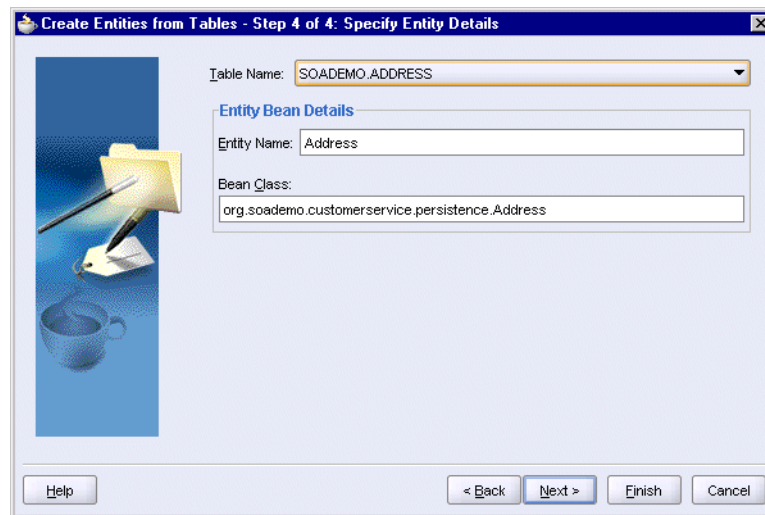 Create Entities from Tables - Step 4 of 4: Specify Entity Details
Table Name: SOADEMO.ADDRESS
Entity Bean Details
Entity Name: Address
Bean Class:
org.soademo.customerservice.persistence.Address
Help < Back Next > Finish Cancel